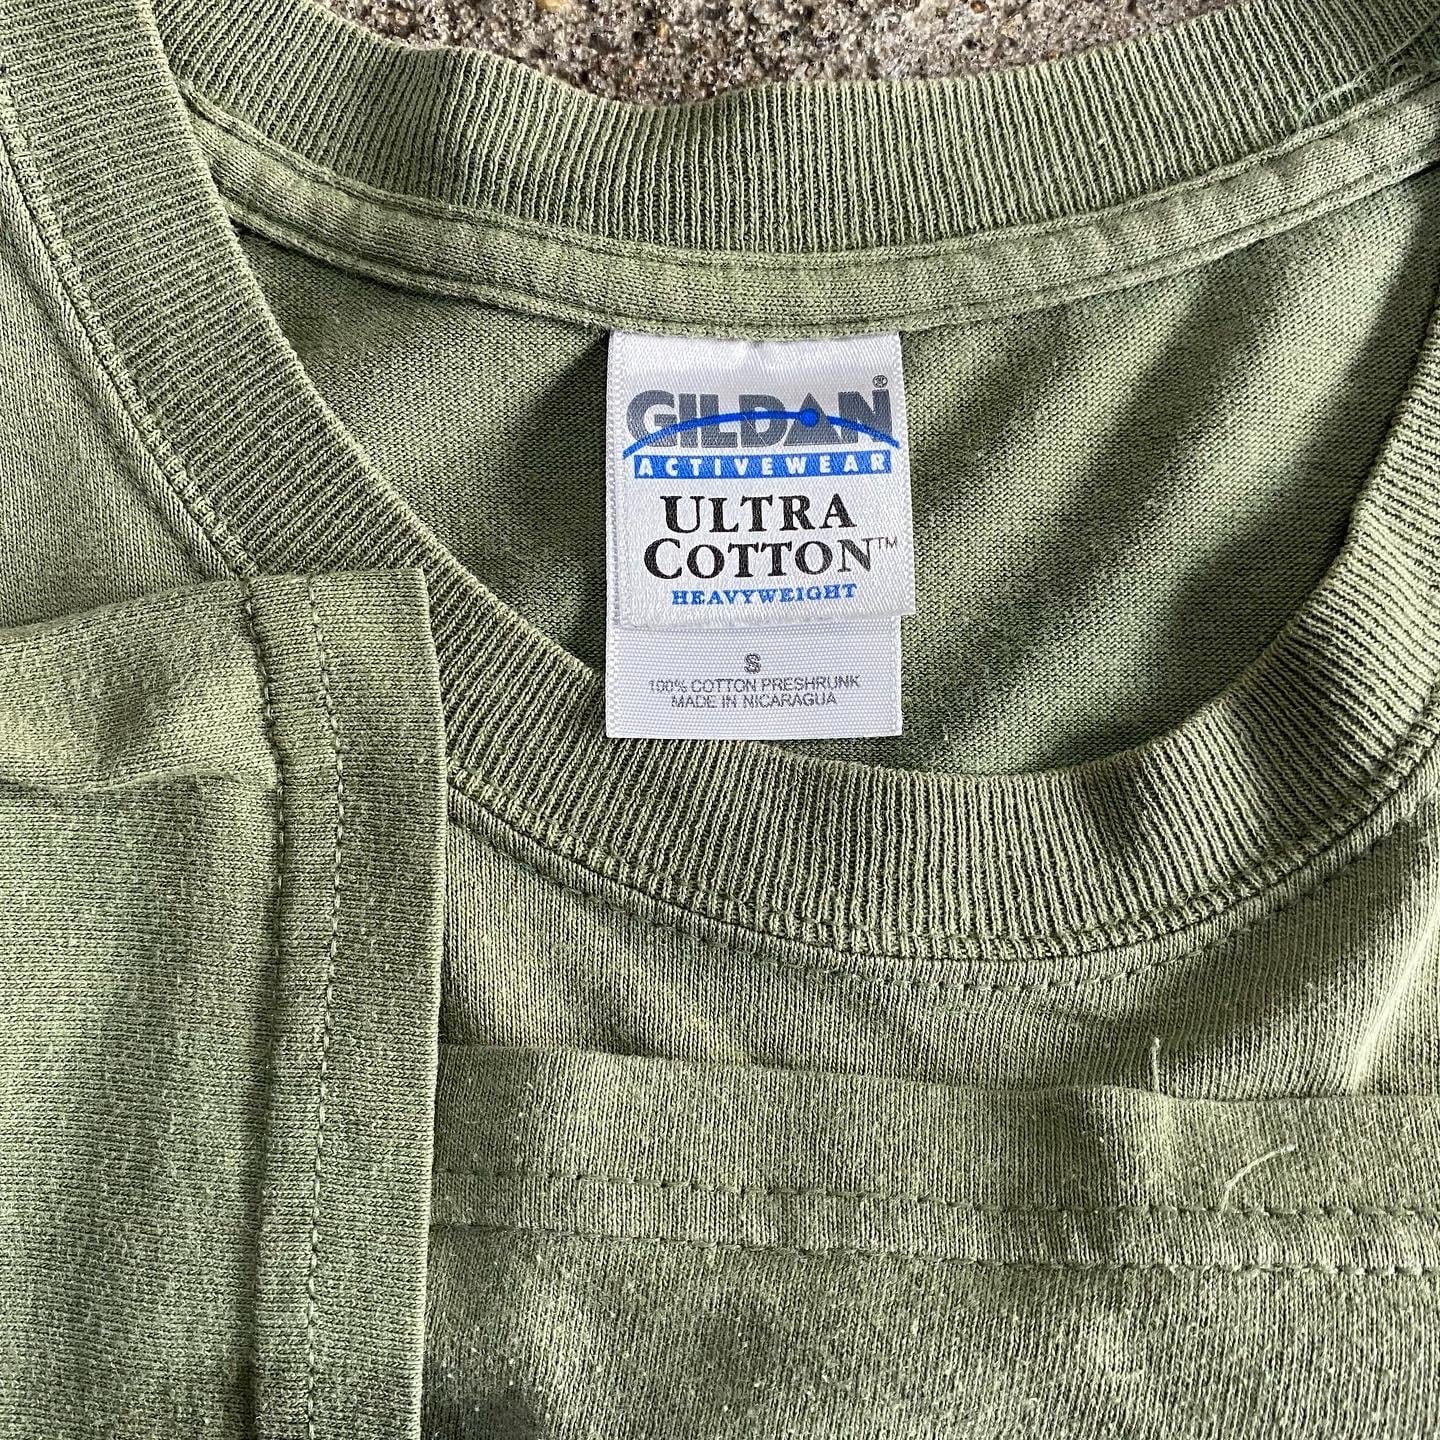 GILDAN®
ACTIVEWEAR
ULTRA
COTTON™
HEAVYWEIGHT
S
100% COTTON PRESHRUNK
MADE IN NICARAGUA